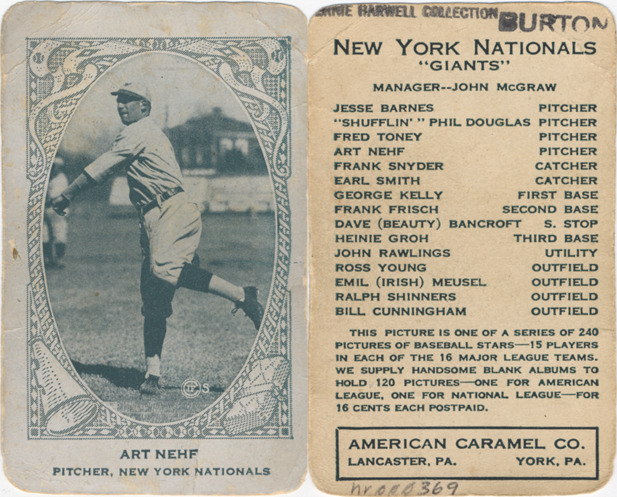 ART NEHF
PITCHER, NEW YORK NATIONALS
ERNIE HARWELL COLLECTION
BURTON
NEW YORK NATIONALS
"GIANTS"
MANAGER--JOHN McGRAW
JESSE BARNES PITCHER
"SHUFFLIN'" PHIL DOUGLAS PITCHER
FRED TONEY PITCHER
ART NEHF PITCHER
FRANK SNYDER CATCHER
EARL SMITH CATCHER
GEORGE KELLY FIRST BASE
FRANK FRISCH SECOND BASE
DAVE (BEAUTY) BANCROFT S. STOP
HEINIE GROH THIRD BASE
JOHN RAWLINGS UTILITY
ROSS YOUNG OUTFIELD
EMIL (IRISH) MEUSEL OUTFIELD
RALPH SHINNERS OUTFIELD
BILL CUNNINGHAM OUTFIELD
THIS PICTURE IS ONE OF A SERIES OF 240
PICTURES OF BASEBALL STARS—15 PLAYERS
IN EACH OF THE 16 MAJOR LEAGUE TEAMS.
WE SUPPLY HANDSOME BLANK ALBUMS TO
HOLD 120 PICTURES—ONE FOR AMERICAN
LEAGUE, ONE FOR NATIONAL LEAGUE—FOR
16 CENTS EACH POSTPAID.
AMERICAN CARAMEL CO.
LANCASTER, PA. YORK, PA.
hr000369